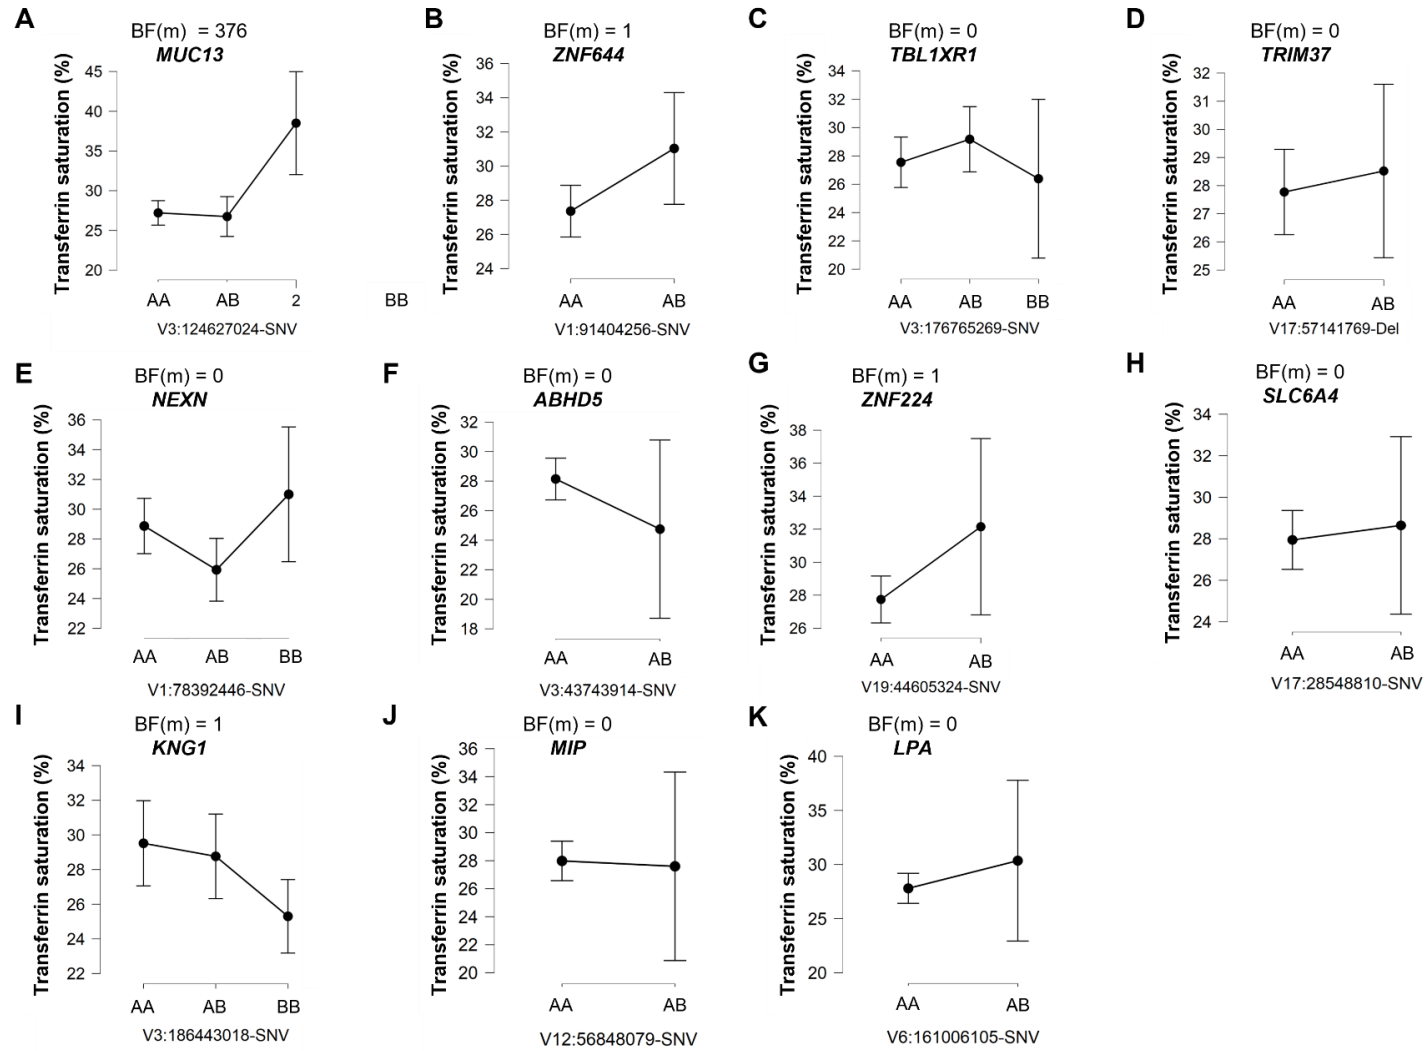 A
BF(m) = 376
MUC13
Transferrin saturation (%)
45
40
35
30
25
20
AA AB 2 BB
V3:124627024-SNV
B
BF(m) = 1
ZNF644
Transferrin saturation (%)
36
34
32
30
28
26
24
AA AB
V1:91404256-SNV
C
BF(m) = 0
TBL1XR1
Transferrin saturation (%)
34
32
30
28
26
24
22
20
AA AB BB
V3:176765269-SNV
D
BF(m) = 0
TRIM37
Transferrin saturation (%)
32
31
30
29
28
27
26
25
AA AB
V17:57141769-Del
E
BF(m) = 0
NEXN
Transferrin saturation (%)
36
34
32
30
28
26
24
22
AA AB BB
V1:78392446-SNV
F
BF(m) = 0
ABHD5
Transferrin saturation (%)
32
30
28
26
24
22
20
18
AA AB
V3:43743914-SNV
G
BF(m) = 1
ZNF224
Transferrin saturation (%)
38
36
34
32
30
28
26
AA AB
V19:44605324-SNV
H
BF(m) = 0
SLC6A4
Transferrin saturation (%)
34
32
30
28
26
24
AA AB
V17:28548810-SNV
I
BF(m) = 1
KNG1
Transferrin saturation (%)
34
32
30
28
26
24
22
AA AB BB
V3:186443018-SNV
J
BF(m) = 0
MIP
Transferrin saturation (%)
36
34
32
30
28
26
24
22
20
AA AB
V12:56848079-SNV
K
BF(m) = 0
LPA
Transferrin saturation (%)
40
35
30
25
20
AA AB
V6:161006105-SNV